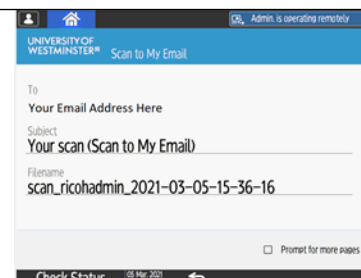 Admin. is operating remotely
UNIVERSITY OF
WESTMINSTER®
Scan to My Email
To
Your Email Address Here
Subject
Your scan (Scan to My Email)
Filename
scan_ricohadmin_2021-03-05-15-36-16
Prompt for more pages
Check Status
05 Mar. 2021